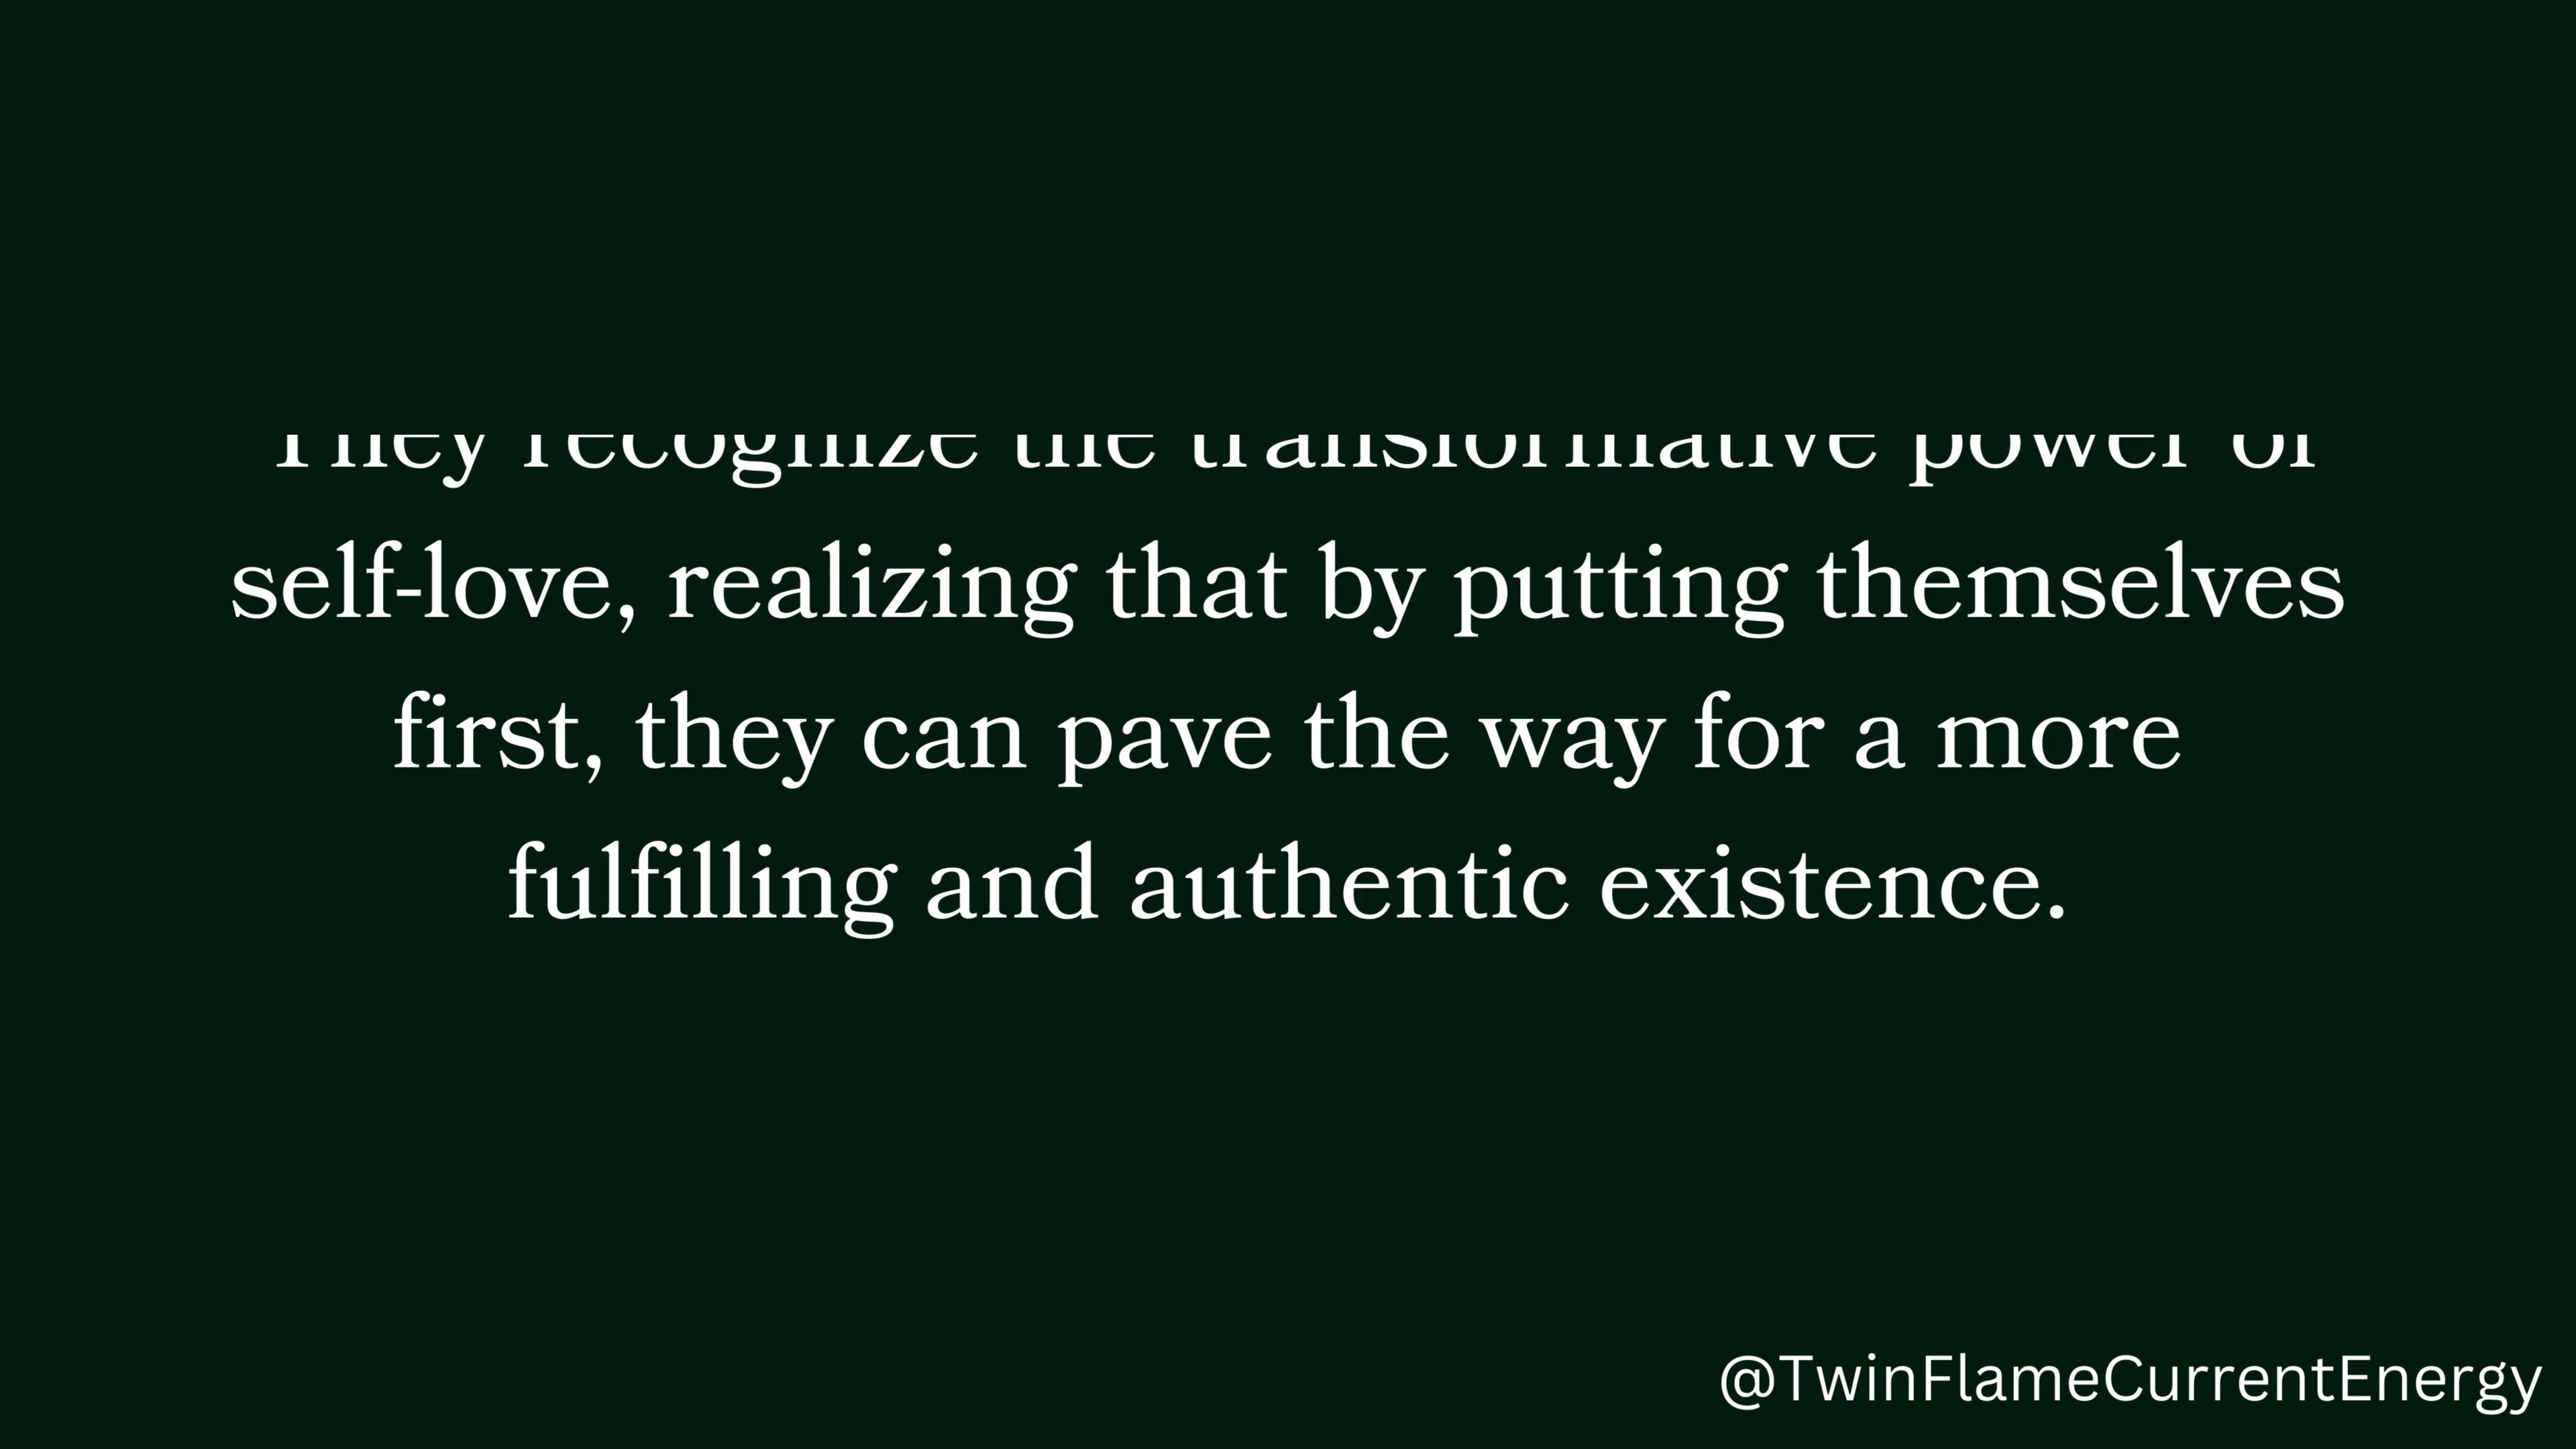 They recognize the transformative power of
self-love, realizing that by putting themselves
first, they can pave the way for a more
fulfilling and authentic existence.
@TwinFlameCurrentEnergy